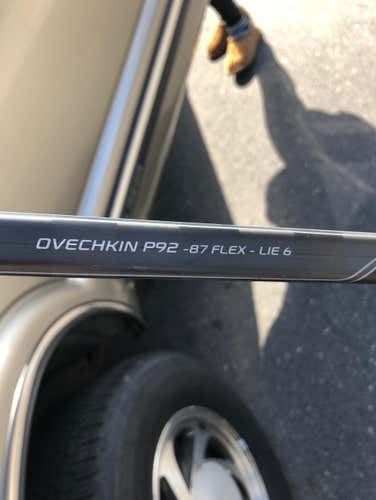 OVECHKIN P92 -87 FLEX - LIE 6